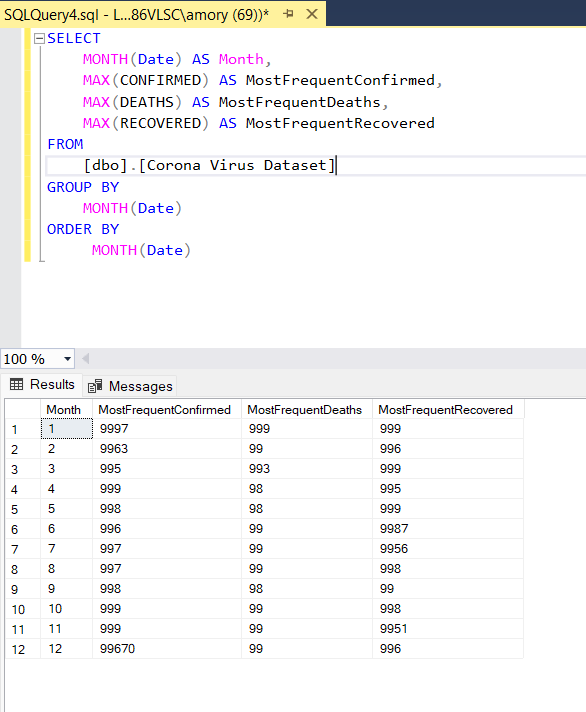 SQLQuery4.sql - L...86VLSC\amory (69))*
SELECT
MONTH(Date) AS Month,
MAX(CONFIRMED) AS MostFrequentConfirmed,
MAX(DEATHS) AS MostFrequentDeaths,
MAX(RECOVERED) AS MostFrequentRecovered
FROM
[dbo].[Corona Virus Dataset]
GROUP BY
MONTH(Date)
ORDER BY
MONTH(Date)
100 %
Results Messages
Month MostFrequentConfirmed MostFrequentDeaths MostFrequentRecovered
1 1 9997 999 999
2 2 9963 99 996
3 3 995 993 999
4 4 999 98 995
5 5 998 98 999
6 6 996 99 9987
7 7 997 99 9956
8 8 997 99 998
9 9 998 98 99
10 10 999 99 998
11 11 999 99 9951
12 12 99670 99 996